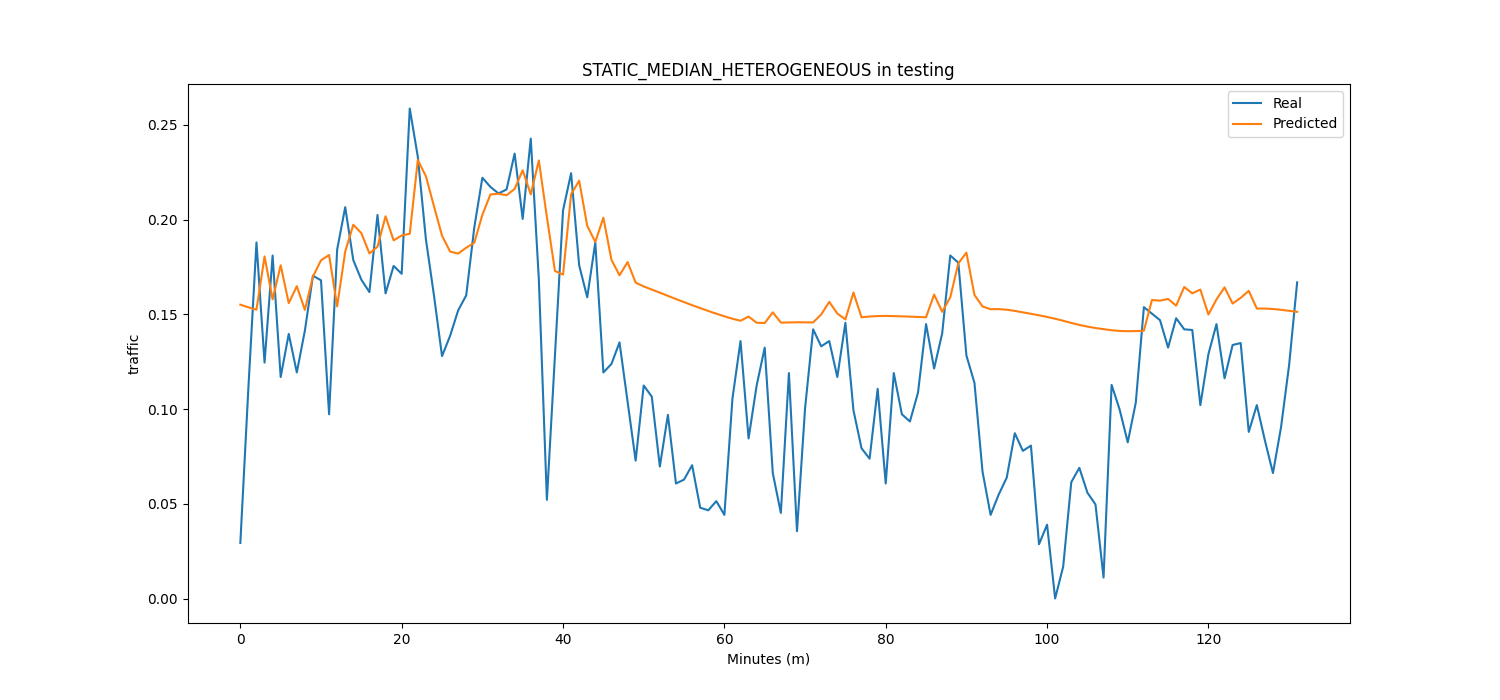 STATIC_MEDIAN_HETEROGENEOUS in testing
Real
Predicted
traffic
0.25
0.20
0.15
0.10
0.05
0.00
0 20 40 60 80 100 120
Minutes (m)